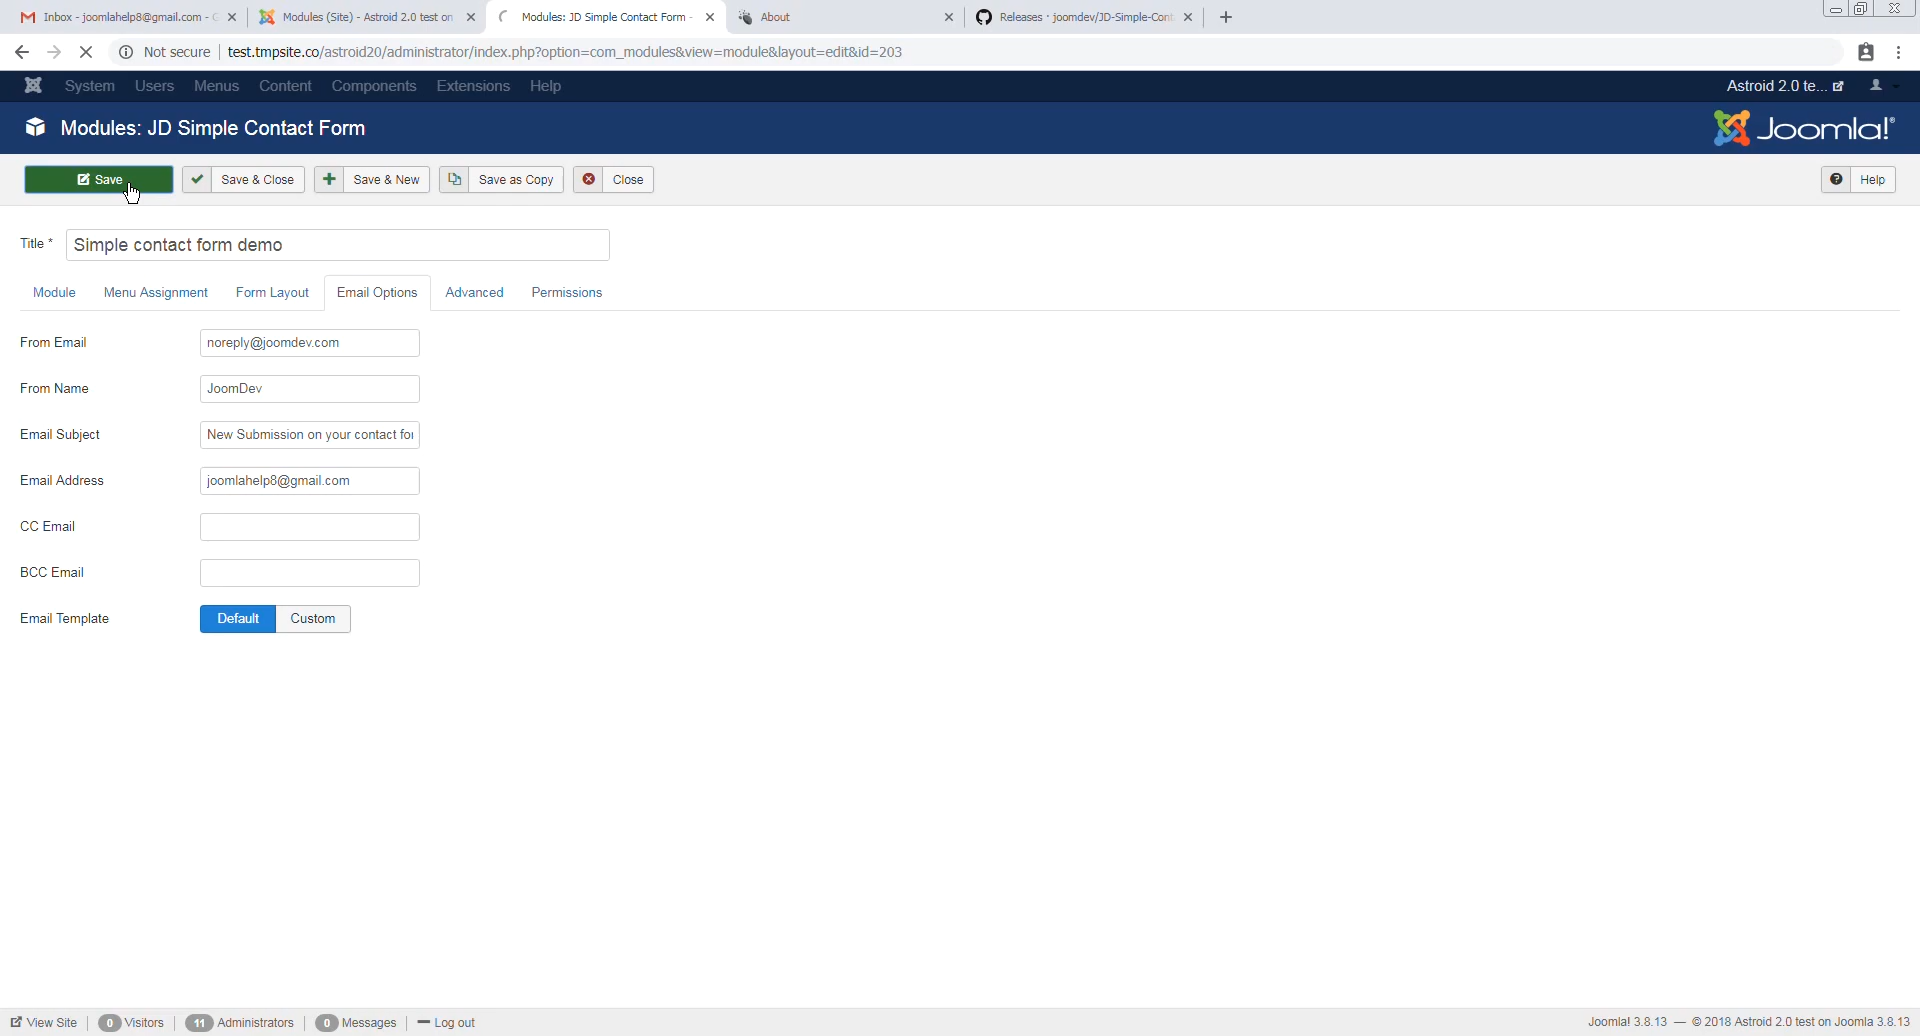 Inbox - joomlahelp8@gmail.com - G
Modules (Site) - Astroid 2.0 test on
Modules: JD Simple Contact Form -
About
Releases · joomdev/JD-Simple-Cont
Not secure
test.tmpsite.co/astroid20/administrator/index.php?option=com_modules&view=module&layout=edit&id=203
System Users Menus Content Components Extensions Help
Astroid 2.0 te...
Modules: JD Simple Contact Form
Joomla!®
Save
Save & Close
Save & New
Save as Copy
Close
Help
Title *
Simple contact form demo
Module Menu Assignment Form Layout Email Options Advanced Permissions
From Email
noreply@joomdev.com
From Name
JoomDev
Email Subject
New Submission on your contact for
Email Address
joomlahelp8@gmail.com
CC Email
BCC Email
Email Template
Default Custom
View Site
0 Visitors
11 Administrators
0 Messages
Log out
Joomla! 3.8.13 — © 2018 Astroid 2.0 test on Joomla 3.8.13